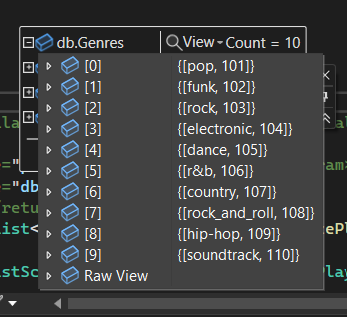 db.Genres View Count = 10
[0] {[pop, 101]}
[1] {[funk, 102]}
[2] {[rock, 103]}
[3] {[electronic, 104]}
[4] {[dance, 105]}
[5] {[r&b, 106]}
[6] {[country, 107]}
[7] {[rock_and_roll, 108]}
[8] {[hip-hop, 109]}
[9] {[soundtrack, 110]}
Raw View